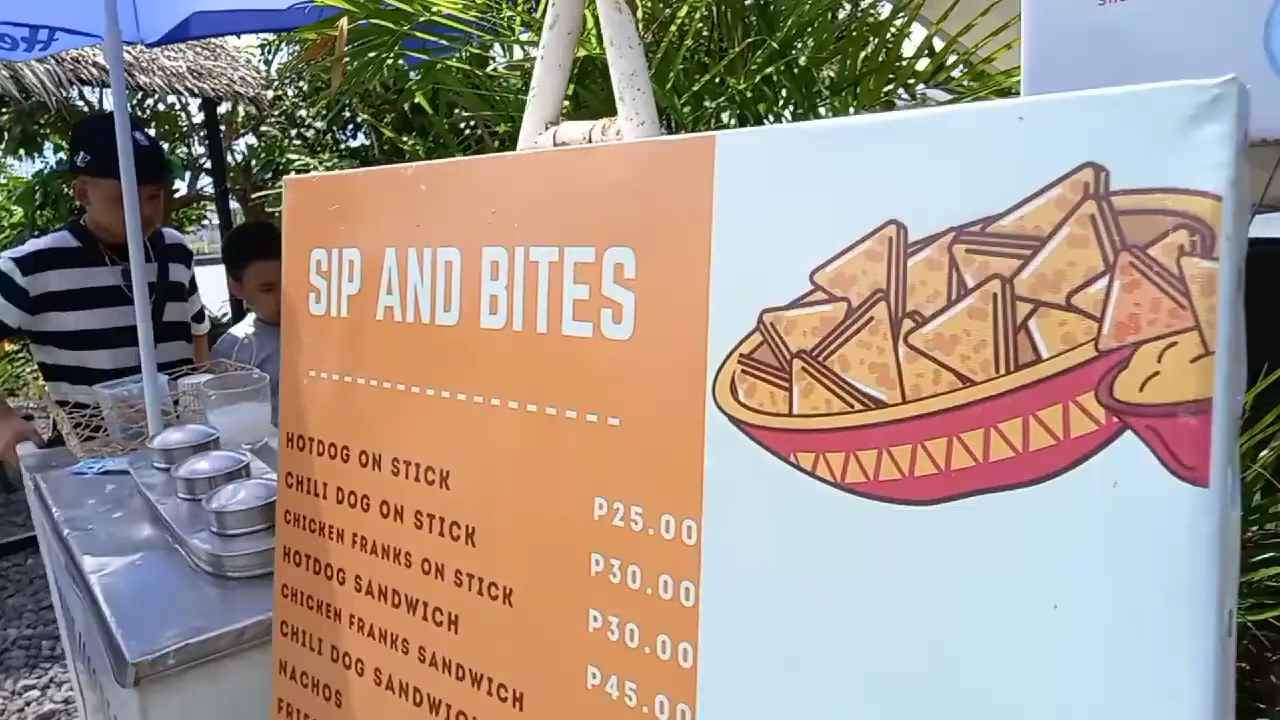 SIP AND BITES
HOTDOG ON STICK P25.00
CHILI DOG ON STICK P30.00
CHICKEN FRANKS ON STICK P30.00
HOTDOG SANDWICH P45.00
CHICKEN FRANKS SANDWICH
CHILI DOG
NACHOS